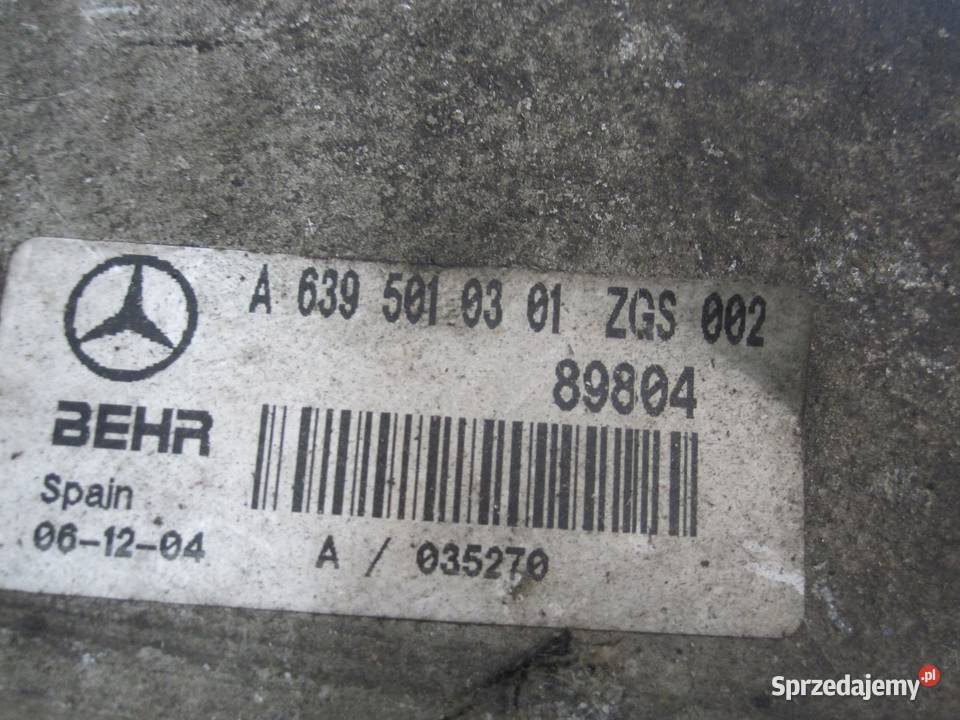 A 639 501 03 01 ZGS 002
89804
BEHR
Spain
06-12-04
A / 035270
Sprzedajemy.pl